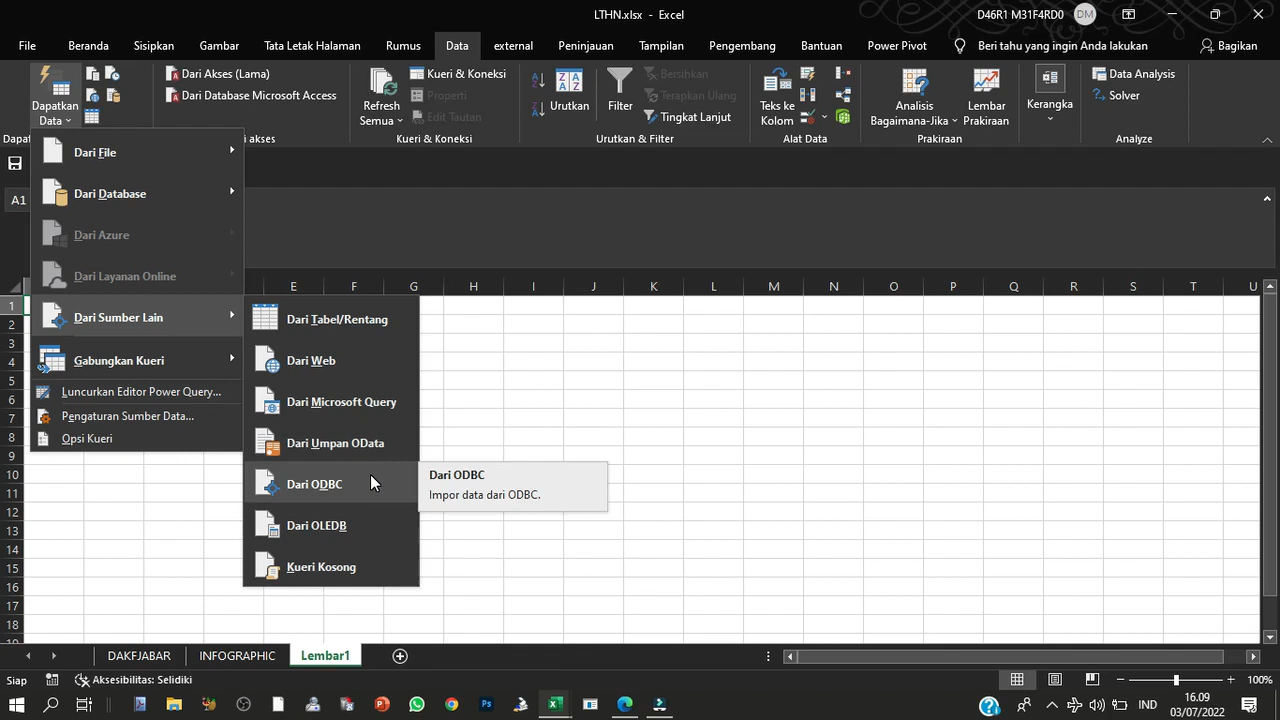 LTHN.xlsx - Excel
D46R1 M31F4RD0
DM
File
Beranda
Sisipkan
Gambar
Tata Letak Halaman
Rumus
Data
external
Peninjauan
Tampilan
Pengembang
Bantuan
Power Pivot
Beri tahu yang ingin Anda lakukan
Bagikan
Dapatkan
Data
Dari Akses (Lama)
Dari Database Microsoft Access
Refresh
Semua
Kueri & Koneksi
Properti
Edit Tautan
Urutkan
Filter
Bersihkan
Terapkan Ulang
Tingkat Lanjut
Teks ke
Kolom
Analisis
Bagaimana-Jika
Lembar
Prakiraan
Kerangka
Data Analysis
Solver
Kueri & Koneksi
Urutkan & Filter
Alat Data
Prakiraan
Analyze
A1
Dari File
Dari Database
Dari Azure
Dari Layanan Online
Dari Sumber Lain
Gabungkan Kueri
Luncurkan Editor Power Query...
Pengaturan Sumber Data...
Opsi Kueri
Dari Tabel/Rentang
Dari Web
Dari Microsoft Query
Dari Umpan OData
Dari ODBC
Dari OLEDB
Kueri Kosong
Dari ODBC
Impor data dari ODBC.
E F G H I J K L M N O P Q R S T U
1
2
3
4
5
6
7
8
9
10
11
12
13
14
15
16
17
18
DAKFJABAR
INFOGRAPHIC
Lembar1
Siap
Aksesibilitas: Selidiki
100%
IND
16.09
03/07/2022